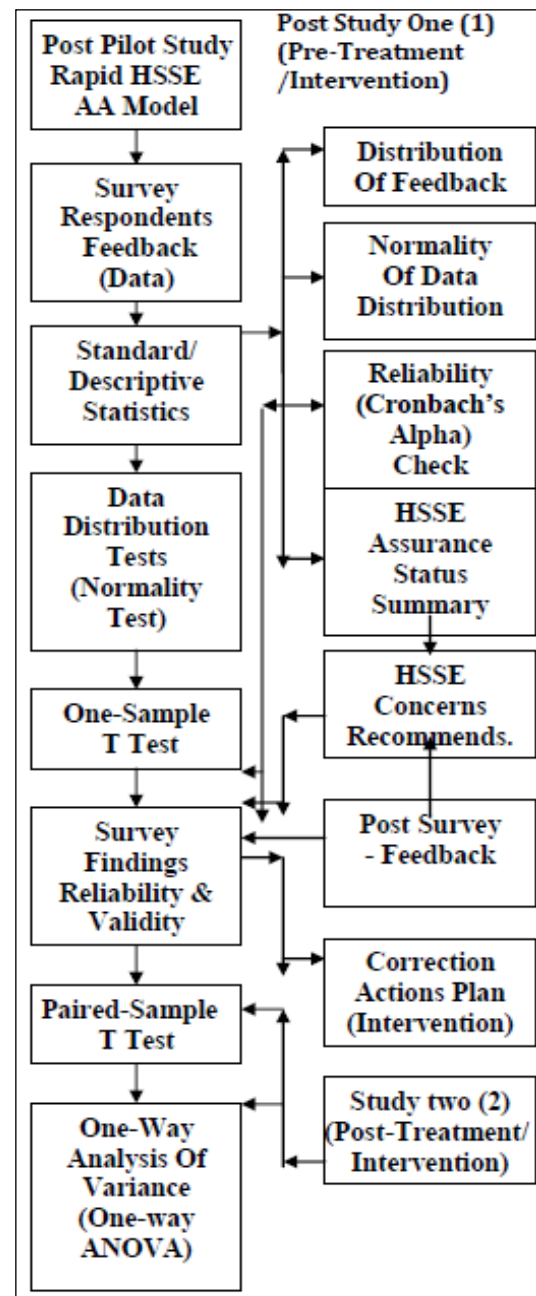 Post Pilot Study
Rapid HSSE
AA Model
Survey
Respondents
Feedback
(Data)
Standard/
Descriptive
Statistics
Data
Distribution
Tests
(Normality
Test)
One-Sample
T Test
Survey
Findings
Reliability &
Validity
Paired-Sample
T Test
One-Way
Analysis Of
Variance
(One-way
ANOVA)
Post Study One (1)
(Pre-Treatment
/Intervention)
Distribution
Of Feedback
Normality
Of Data
Distribution
Reliability
(Cronbach's
Alpha)
Check
HSSE
Assurance
Status
Summary
HSSE
Concerns
Recommends.
Post Survey
- Feedback
Correction
Actions Plan
(Intervention)
Study two (2)
(Post-Treatment/
Intervention)